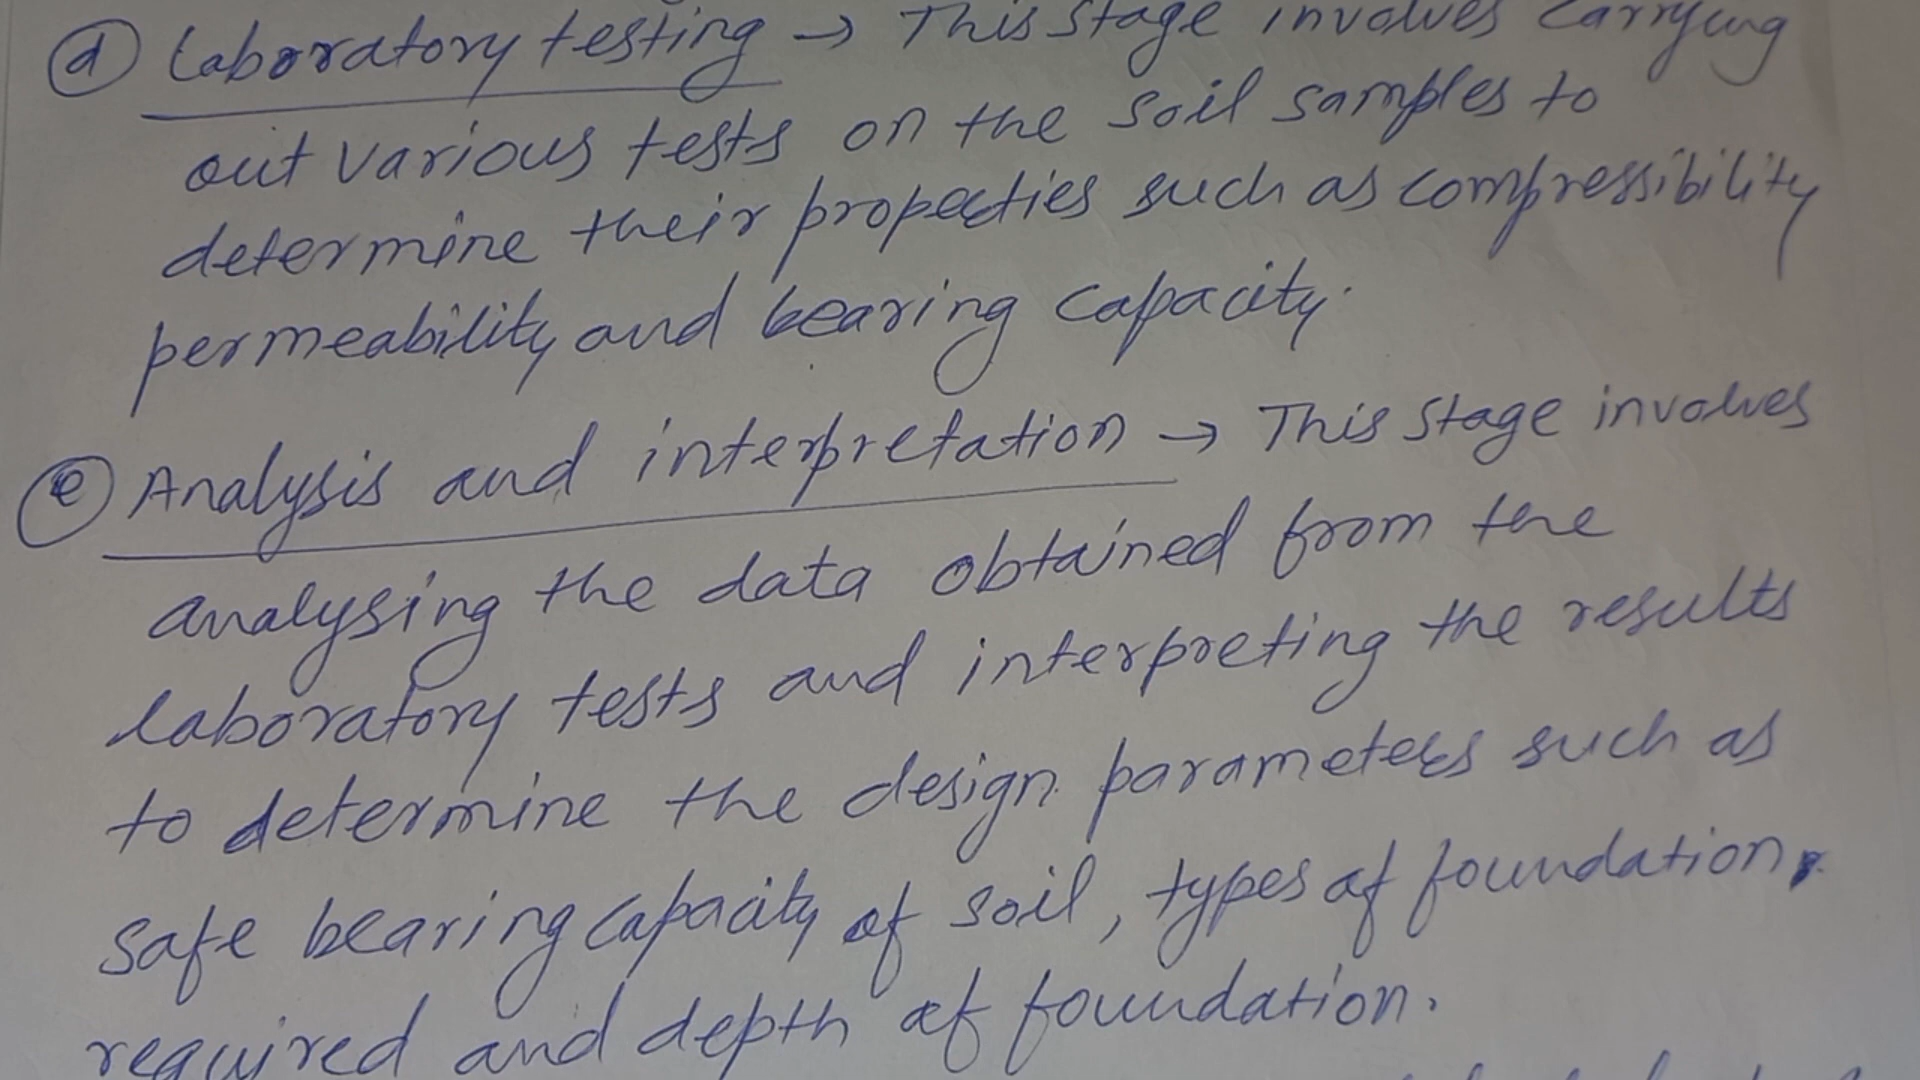 (d) Laboratory testing → This stage involves carrying
out various tests on the soil samples to
determine their properties such as compressibility
permeability and bearing capacity.
(e) Analysis and interpretation → This stage involves
analysing the data obtained from the
laboratory tests and interpreting the results
to determine the design parameters such as
safe bearing capacity of soil, types of foundation,
required and depth of foundation.